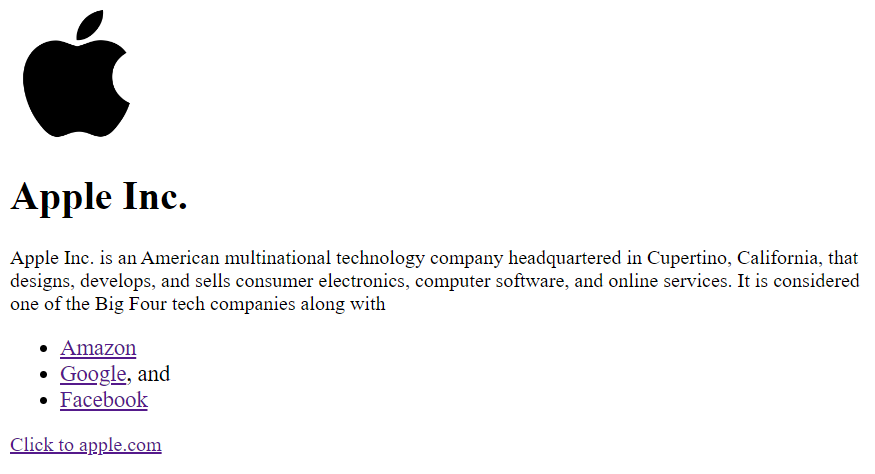 Apple Inc.
Apple Inc. is an American multinational technology company headquartered in Cupertino, California, that
designs, develops, and sells consumer electronics, computer software, and online services. It is considered
one of the Big Four tech companies along with
• Amazon
• Google, and
• Facebook
Click to apple.com